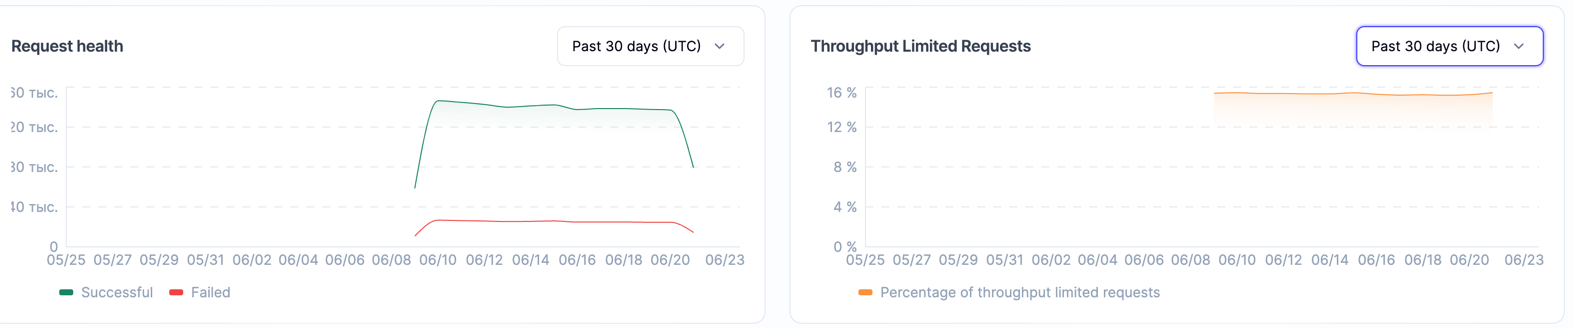 Request health
Past 30 days (UTC)
60 тыс.
20 тыс.
80 тыс.
40 тыс.
0
05/25 05/27 05/29 05/31 06/02 06/04 06/06 06/08 06/10 06/12 06/14 06/16 06/18 06/20 06/23
Successful Failed
Throughput Limited Requests
Past 30 days (UTC)
16 %
12 %
8 %
4 %
0 %
05/25 05/27 05/29 05/31 06/02 06/04 06/06 06/08 06/10 06/12 06/14 06/16 06/18 06/20 06/23
Percentage of throughput limited requests